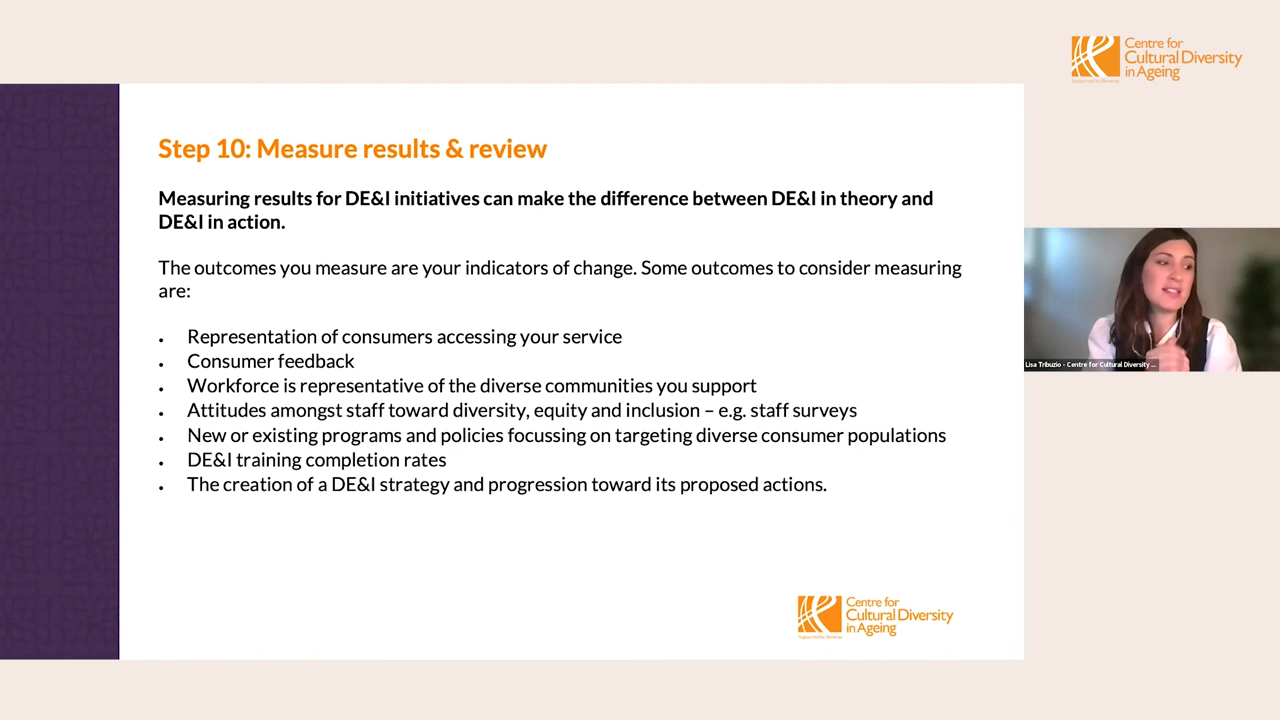 Centre for
Cultural Diversity
in Ageing
Step 10: Measure results & review
Measuring results for DE&I initiatives can make the difference between DE&I in theory and
DE&I in action.
The outcomes you measure are your indicators of change. Some outcomes to consider measuring
are:
• Representation of consumers accessing your service
• Consumer feedback
• Workforce is representative of the diverse communities you support
• Attitudes amongst staff toward diversity, equity and inclusion – e.g. staff surveys
• New or existing programs and policies focussing on targeting diverse consumer populations
• DE&I training completion rates
• The creation of a DE&I strategy and progression toward its proposed actions.
Lisa Tribuzio - Centre for Cultural Diversity ...
Centre for
Cultural Diversity
in Ageing